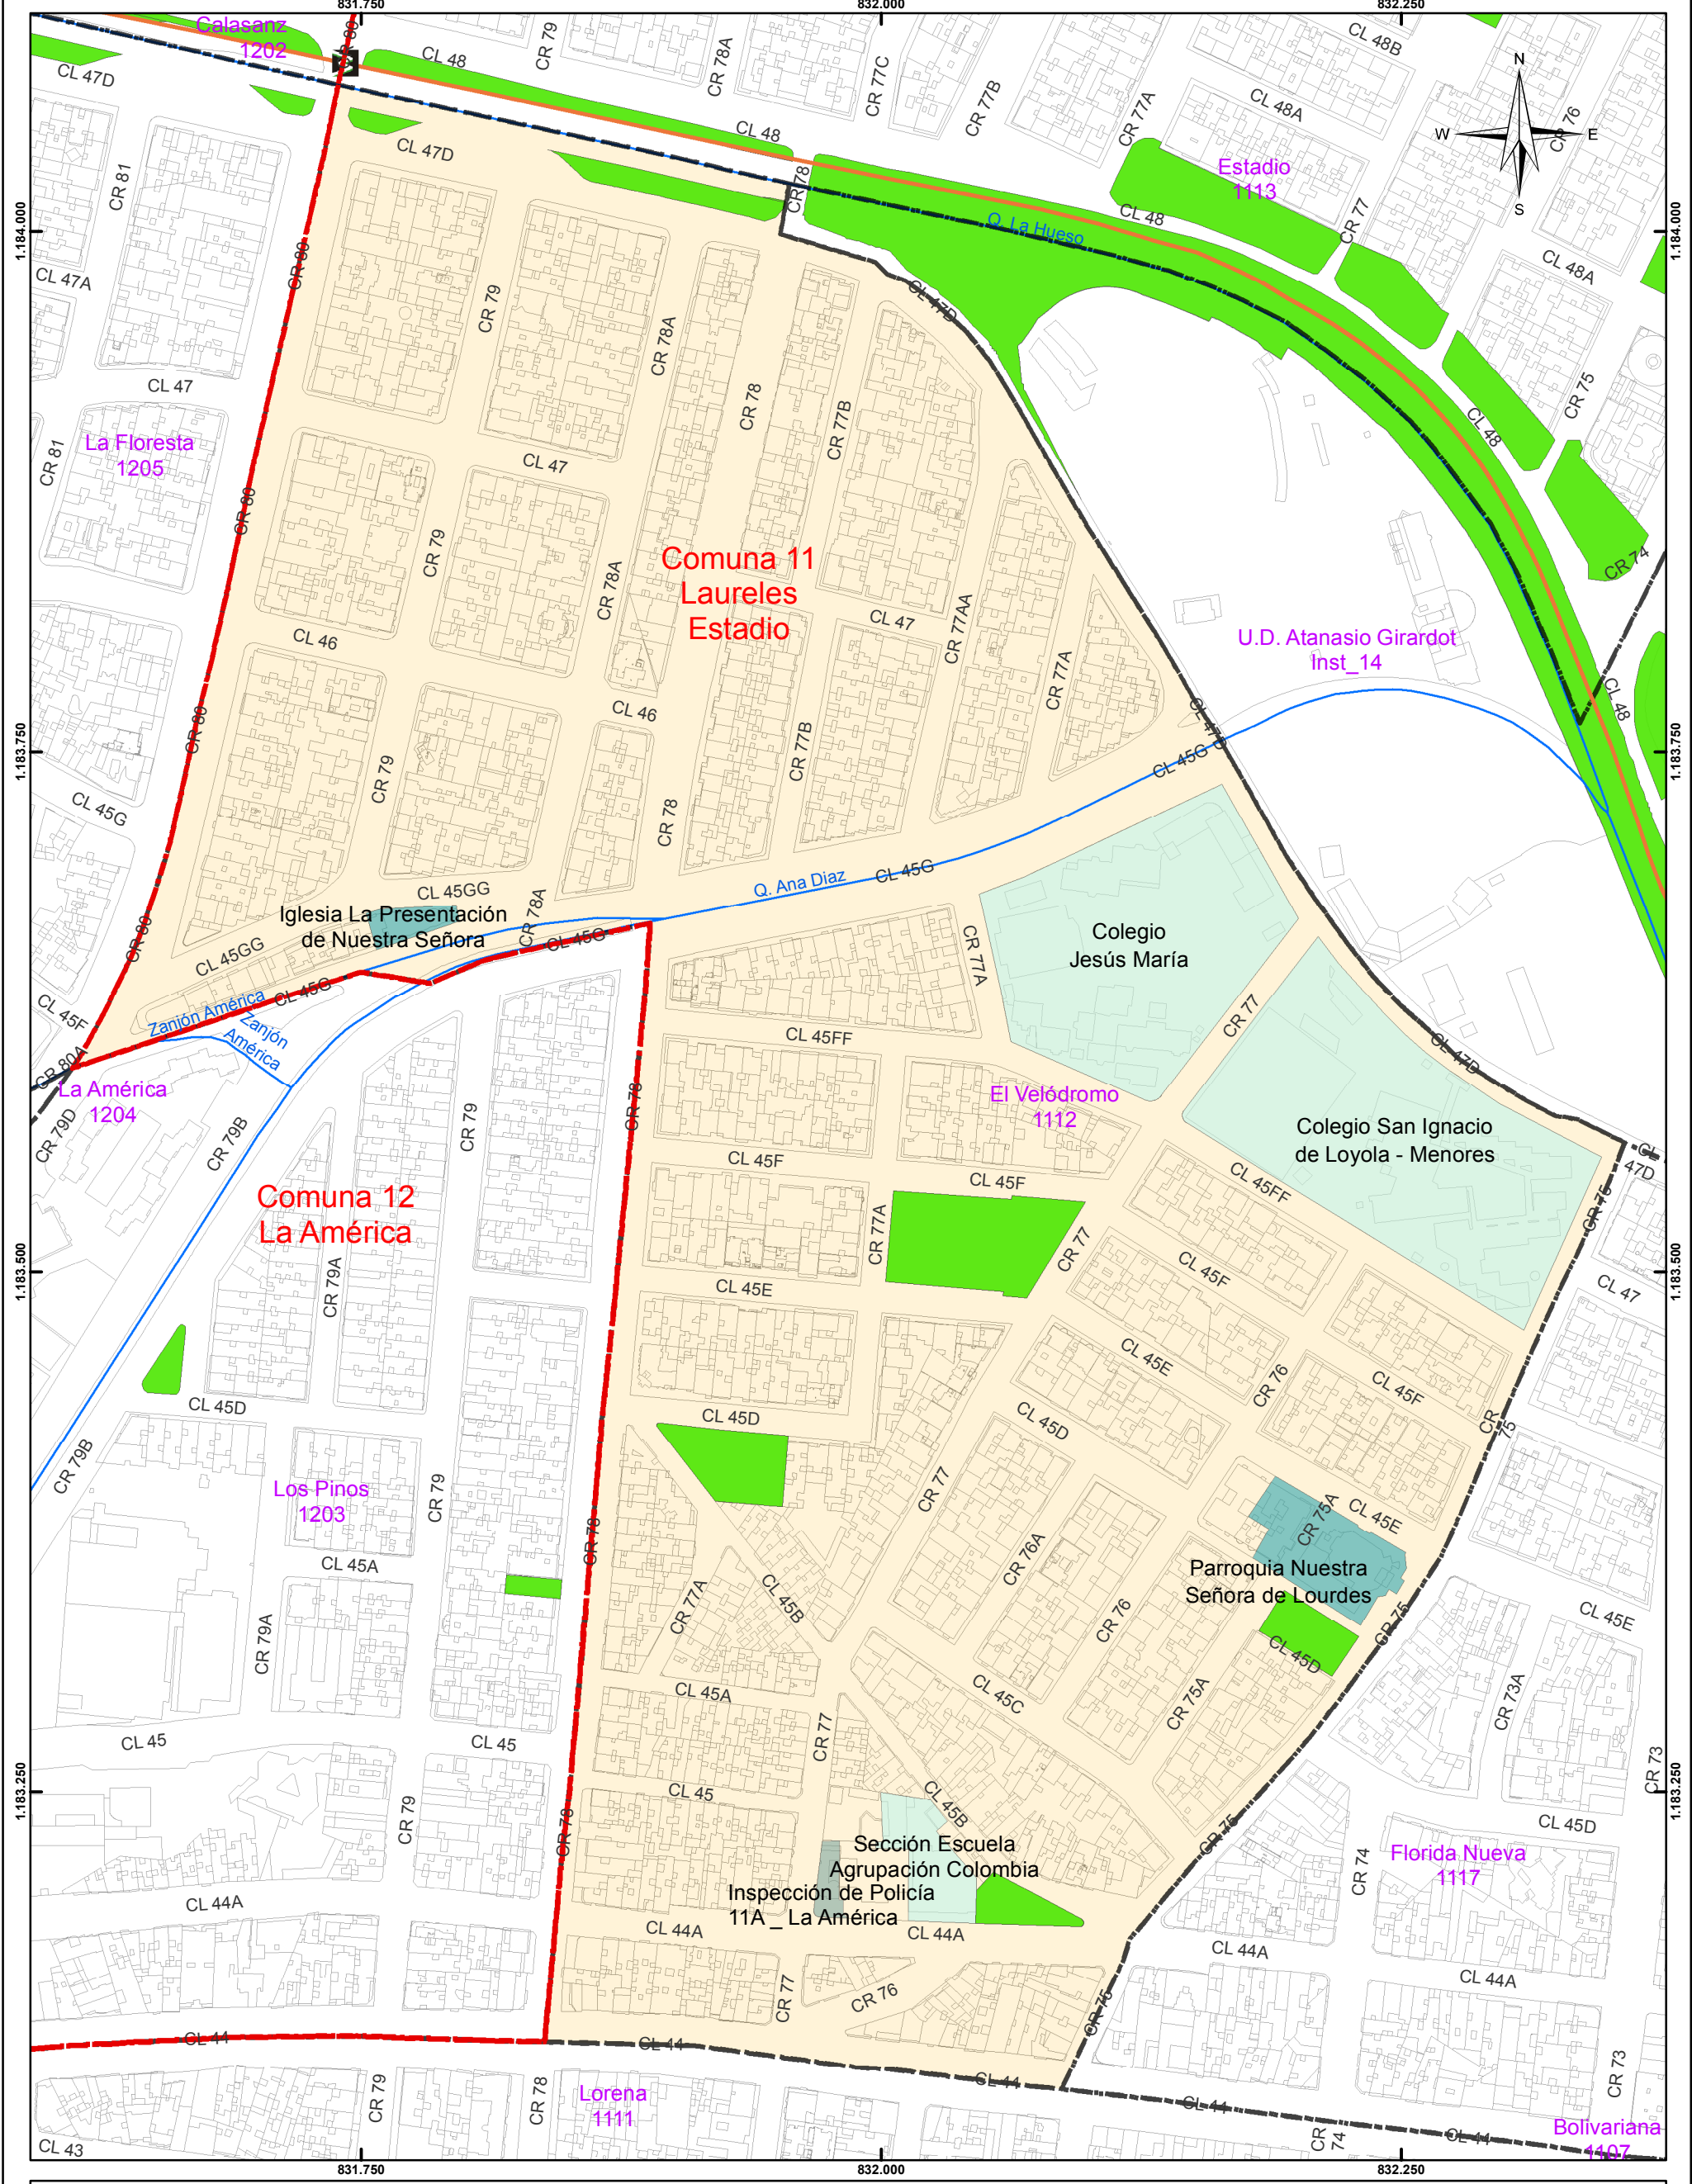 831.750
832.000
832.250
Calasanz
1202
CR 80
CL 48
CR 79
CR 78A
CR 77C
CR 77B
CL 48B
CR 77A
CL 48A
N
W
E
S
CR 76
CL 47D
CL 47D
CL 48
CR 81
CR 78
Estadio
1113
CL 48
CR 77
Q. La Hueso
1.184.000
1.184.000
CL 47A
CR 80
CL 48A
CL 47D
CR 79
CR 78A
CL 47
CR 78
CR 77B
CR 75
CL 48
La Floresta
1205
CR 81
CL 47
CR 80
CR 79
CR 78A
Comuna 11
Laureles
Estadio
CR 74
CL 46
CL 47
CR 77AA
CR 77A
U.D. Atanasio Girardot
Inst_14
CL 48
CL 46
CR 80
CR 77B
CL 47D
CL 45G
1.183.750
1.183.750
CR 79
CL 45G
CR 78
Q. Ana Diaz
CL 45G
CL 45GG
CR 78A
Iglesia La Presentación
de Nuestra Señora
CL 45G
CL 45GG
CR 80
CR 77A
Colegio
Jesús María
CL 45G
Zanjón América
Zanjón
América
CL 45F
CR 80A
CL 45FF
CR 77
CL 47D
La América
1204
CR 79D
CR 79B
CR 79
CR 78
El Velódromo
1112
Colegio San Ignacio
de Loyola - Menores
CL
47D
CL 45F
CL 45F
CL 45FF
Comuna 12
La América
CR 77A
CR 77
CR 75
1.183.500
1.183.500
CR 79A
CL 45E
CL 45F
CL 47
CL 45E
CR 76
CL 45F
CL 45D
CL 45D
CL 45D
CR
75
CR 79B
Los Pinos
1203
CR 79
CR 77
CL 45E
CR 75A
CR 78
CR 76A
CL 45A
Parroquia Nuestra
Señora de Lourdes
CR 77A
CL 45B
CR 76
CR 75
CL 45E
CR 79A
CL 45D
CL 45A
CL 45C
CR 75A
CR 73A
CL 45
CL 45
CR 77
CR 73
1.183.250
1.183.250
CL 45
CL 45B
CR 79
CR 78
CR 75
CL 45D
Sección Escuela
Agrupación Colombia
Inspección de Policía
11A _ La América
Florida Nueva
1117
CR 74
CL 44A
CL 44A
CL 44A
CL 44A
CL 44A
CR 77
CR 76
CR 75
CL 44
CL 44
CL 44
CL 44
CR 79
CR 78
Lorena
1111
CR 73
CR
74
CL 44
Bolivariana
1107
CL 43
831.750
832.000
832.250